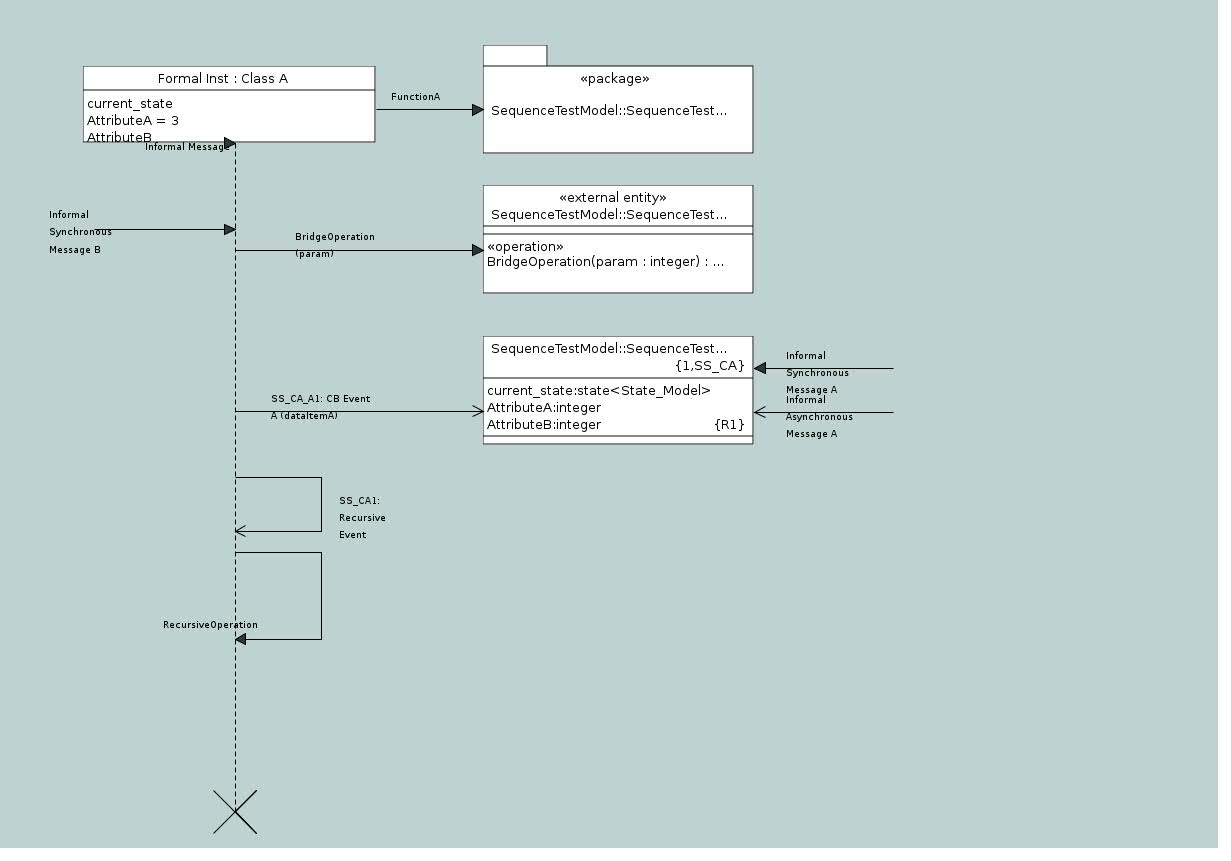 Formal Inst : Class A
current_state
AttributeA = 3
AttributeB
Informal Message
FunctionA
«package»
SequenceTestModel::SequenceTest...
Informal
Synchronous
Message B
BridgeOperation
(param)
«external entity»
SequenceTestModel::SequenceTest...
«operation»
BridgeOperation(param : integer) : ...
SS_CA_A1: CB Event
A (dataItemA)
SequenceTestModel::SequenceTest...
{1,SS_CA}
current_state:state<State_Model>
AttributeA:integer
AttributeB:integer {R1}
Informal
Synchronous
Message A
Informal
Asynchronous
Message A
SS_CA1:
Recursive
Event
RecursiveOperation